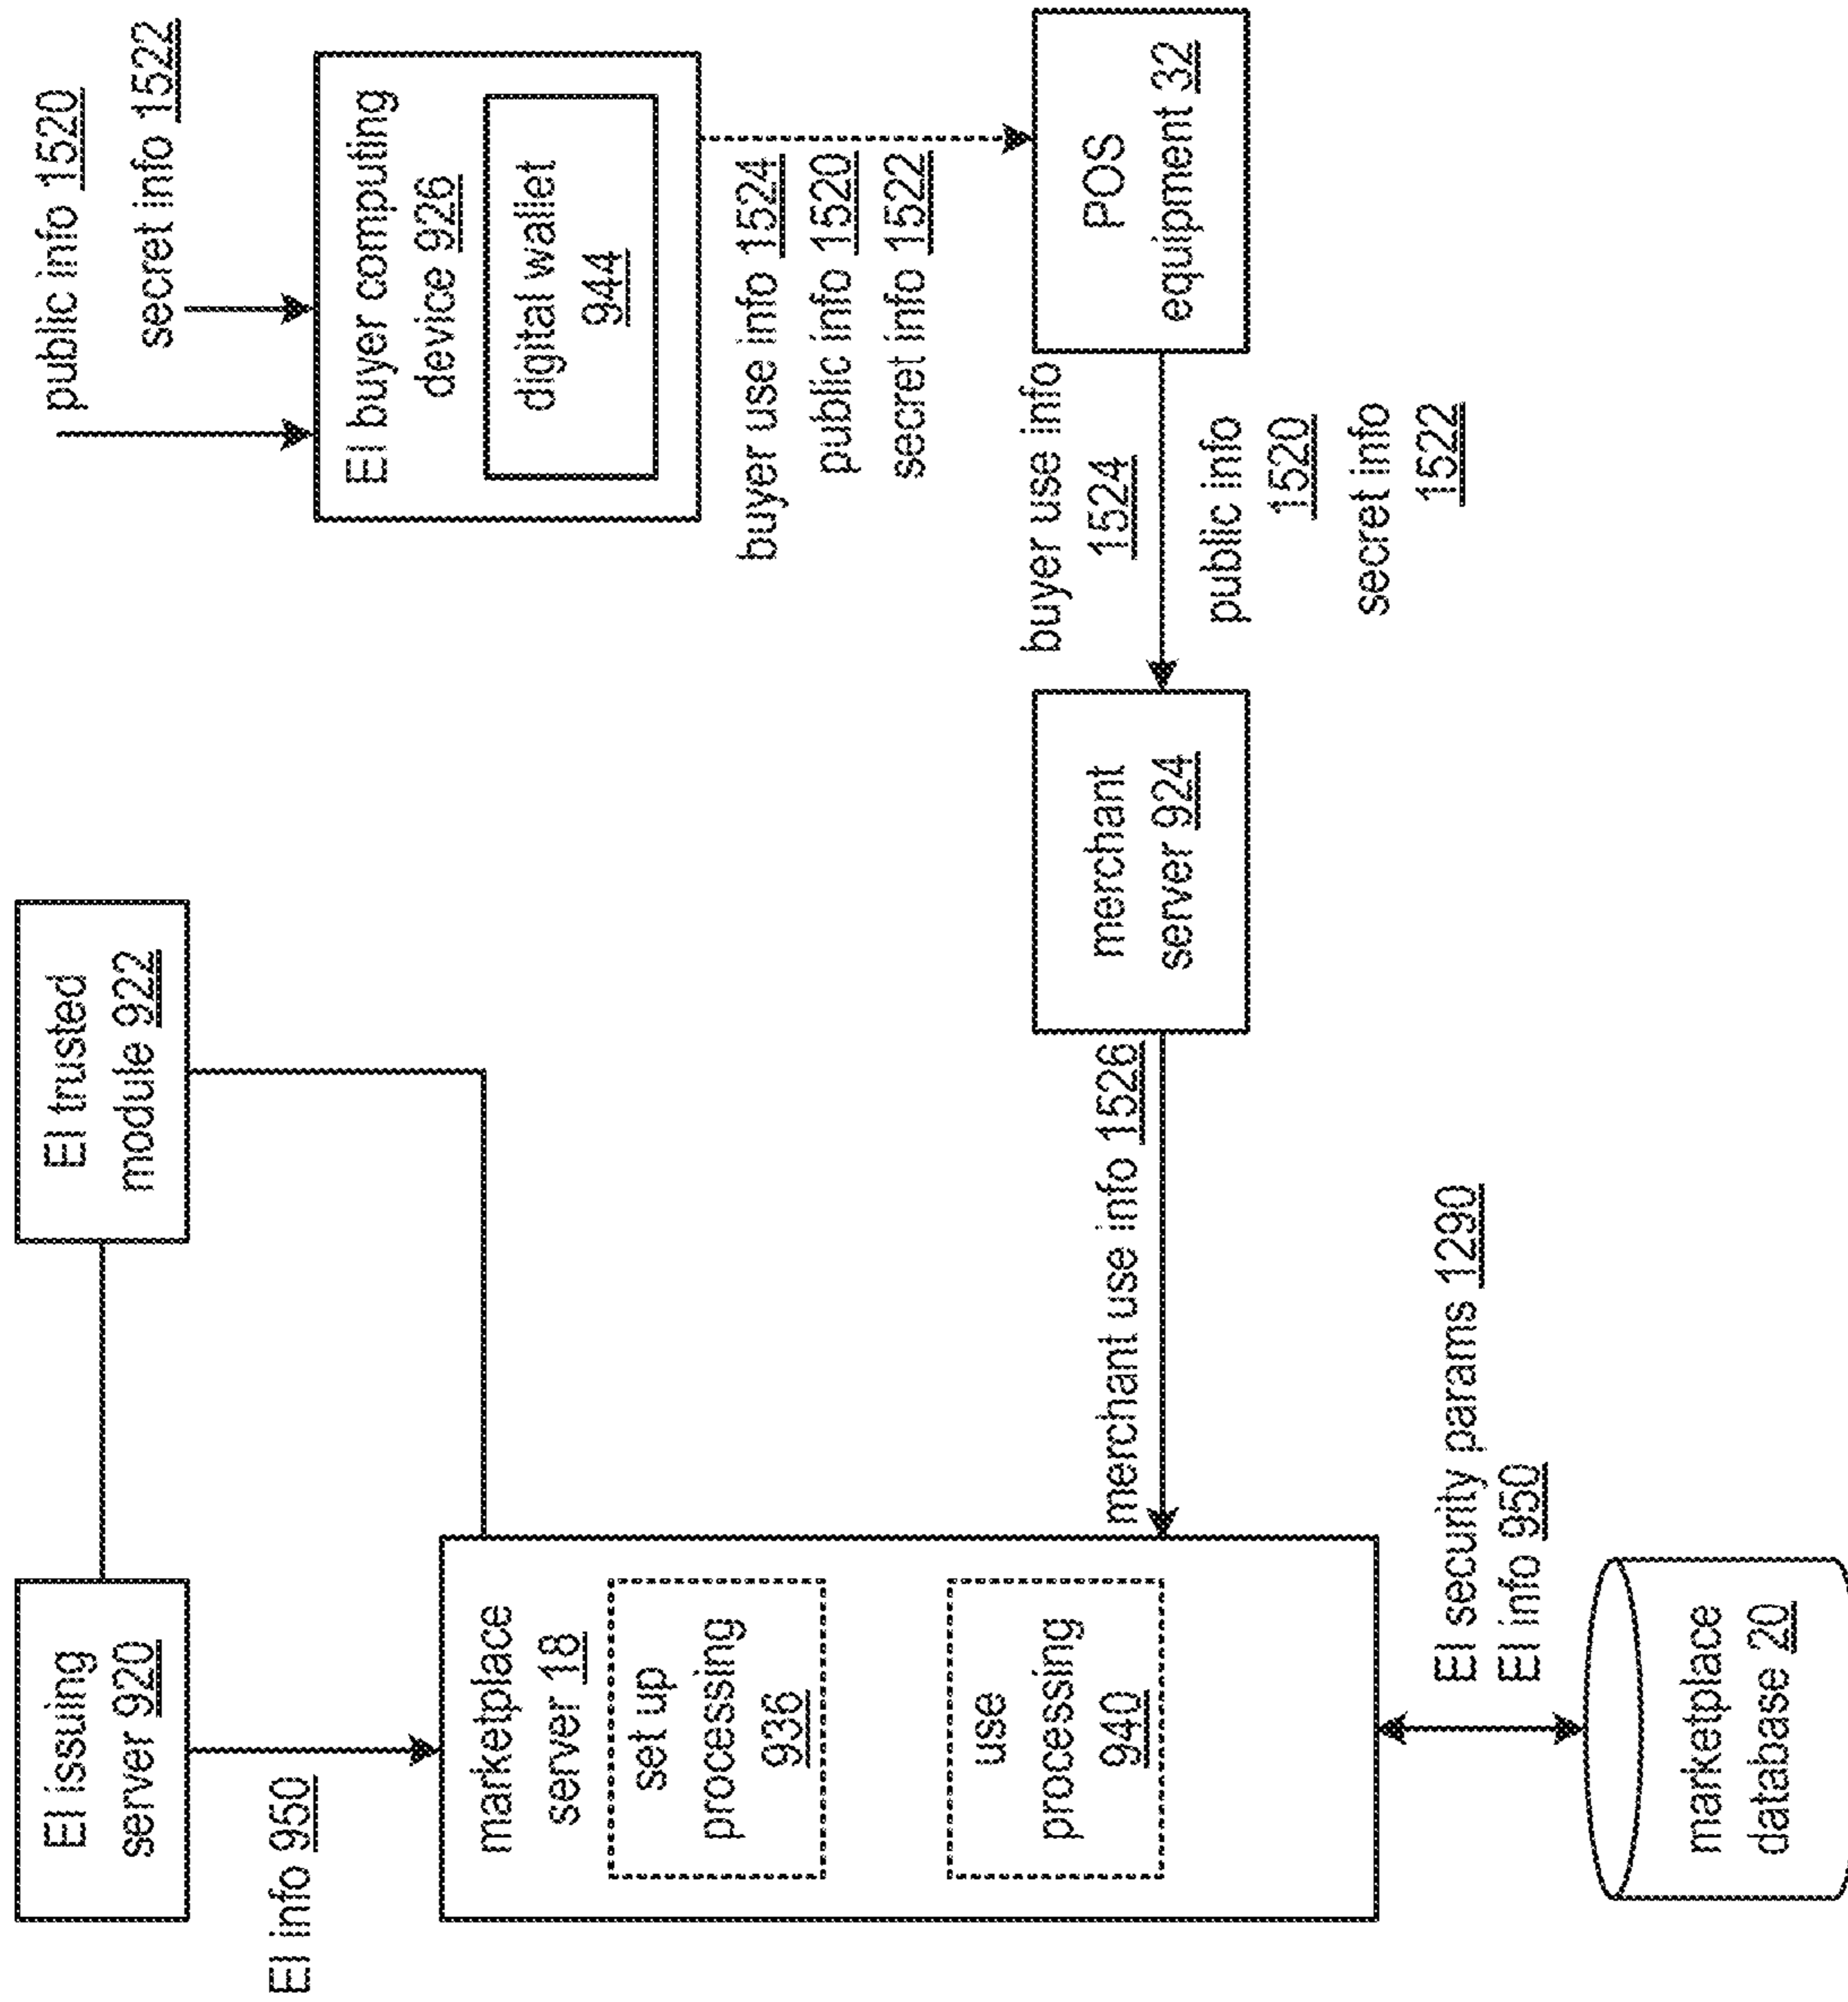 EI issuing
server 920
EI info 950
EI trusted
module 922
marketplace
server 18
set up
processing
936
use
processing
940
EI security params 1290
EI info 950
marketplace
database 20
merchant use info 1526
merchant
server 924
buyer use info
1524
public info
1520
secret info
1522
POS
equipment 32
buyer use info 1524
public info 1520
secret info 1522
EI buyer computing
device 926
digital wallet
944
public info 1520
secret info 1522